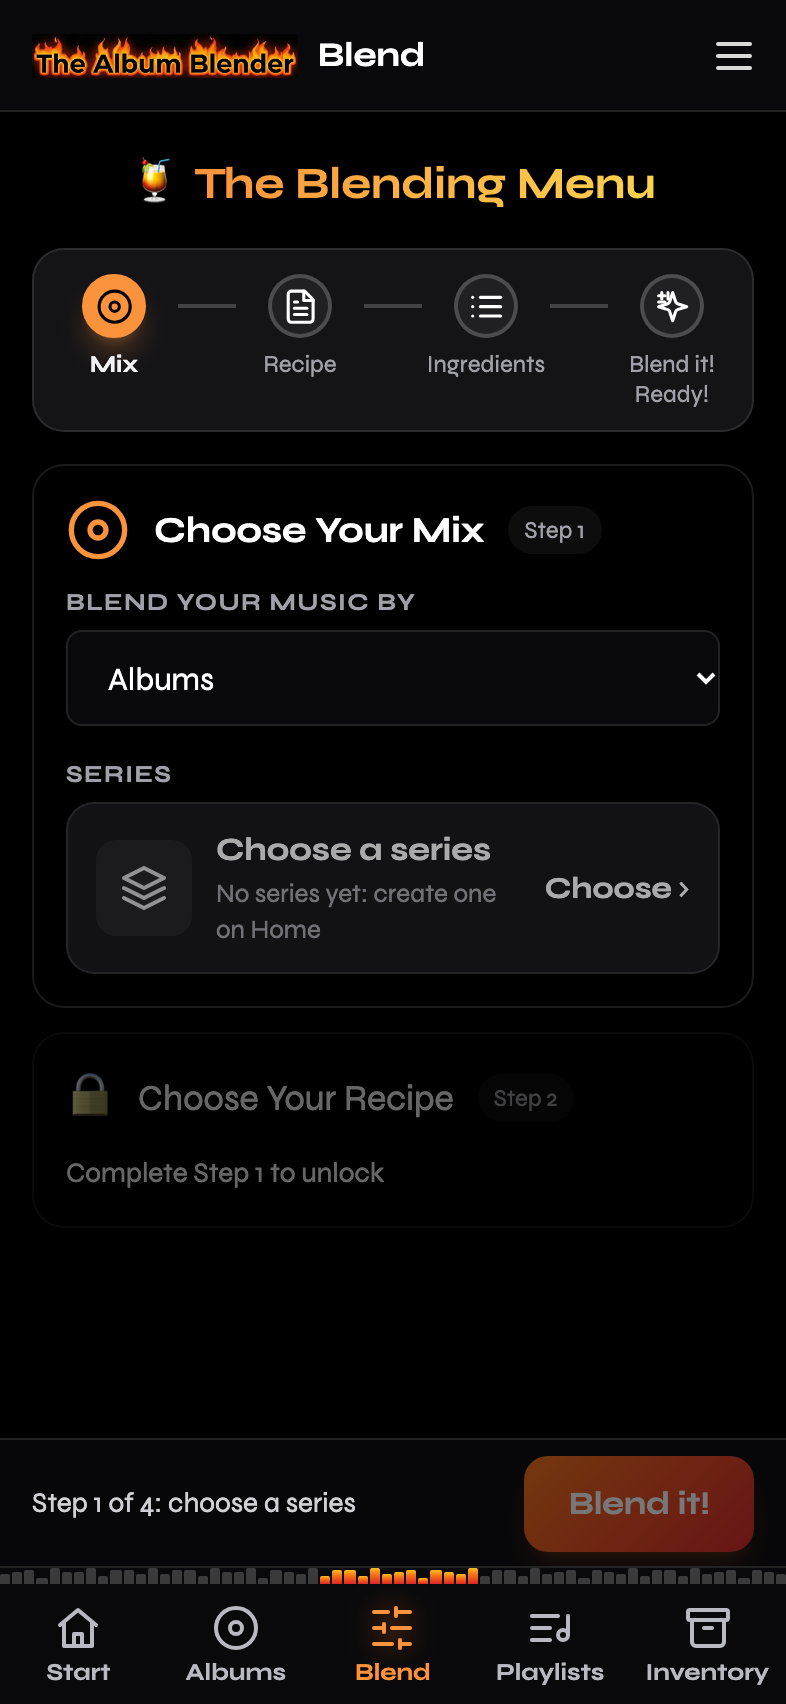 The Album Blender
Blend
The Blending Menu
Mix
Recipe
Ingredients
Blend it!
Ready!
Choose Your Mix
Step 1
BLEND YOUR MUSIC BY
Albums
SERIES
Choose a series
No series yet: create one
on Home
Choose ›
Choose Your Recipe
Step 2
Complete Step 1 to unlock
Step 1 of 4: choose a series
Blend it!
Start
Albums
Blend
Playlists
Inventory